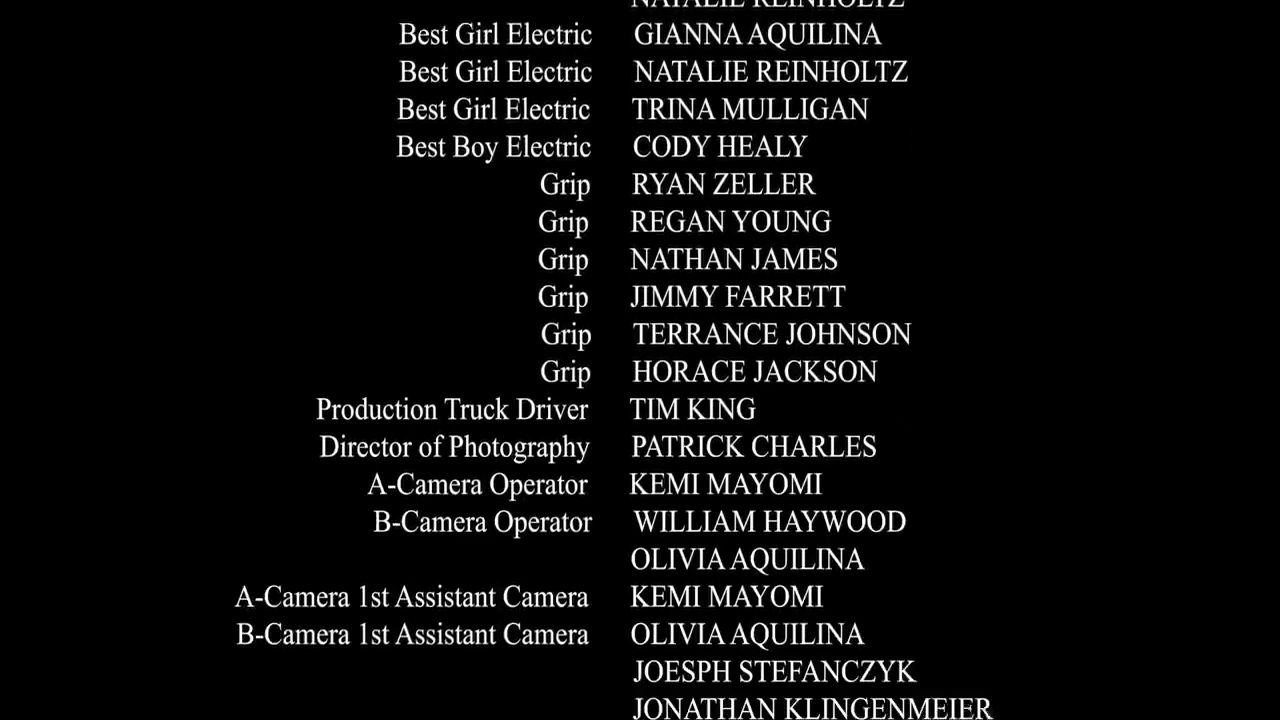 NATALIE REINHOLTZ
Best Girl Electric GIANNA AQUILINA
Best Girl Electric NATALIE REINHOLTZ
Best Girl Electric TRINA MULLIGAN
Best Boy Electric CODY HEALY
Grip RYAN ZELLER
Grip REGAN YOUNG
Grip NATHAN JAMES
Grip JIMMY FARRETT
Grip TERRANCE JOHNSON
Grip HORACE JACKSON
Production Truck Driver TIM KING
Director of Photography PATRICK CHARLES
A-Camera Operator KEMI MAYOMI
B-Camera Operator WILLIAM HAYWOOD
OLIVIA AQUILINA
A-Camera 1st Assistant Camera KEMI MAYOMI
B-Camera 1st Assistant Camera OLIVIA AQUILINA
JOESPH STEFANCZYK
JONATHAN KLINGENMEIER